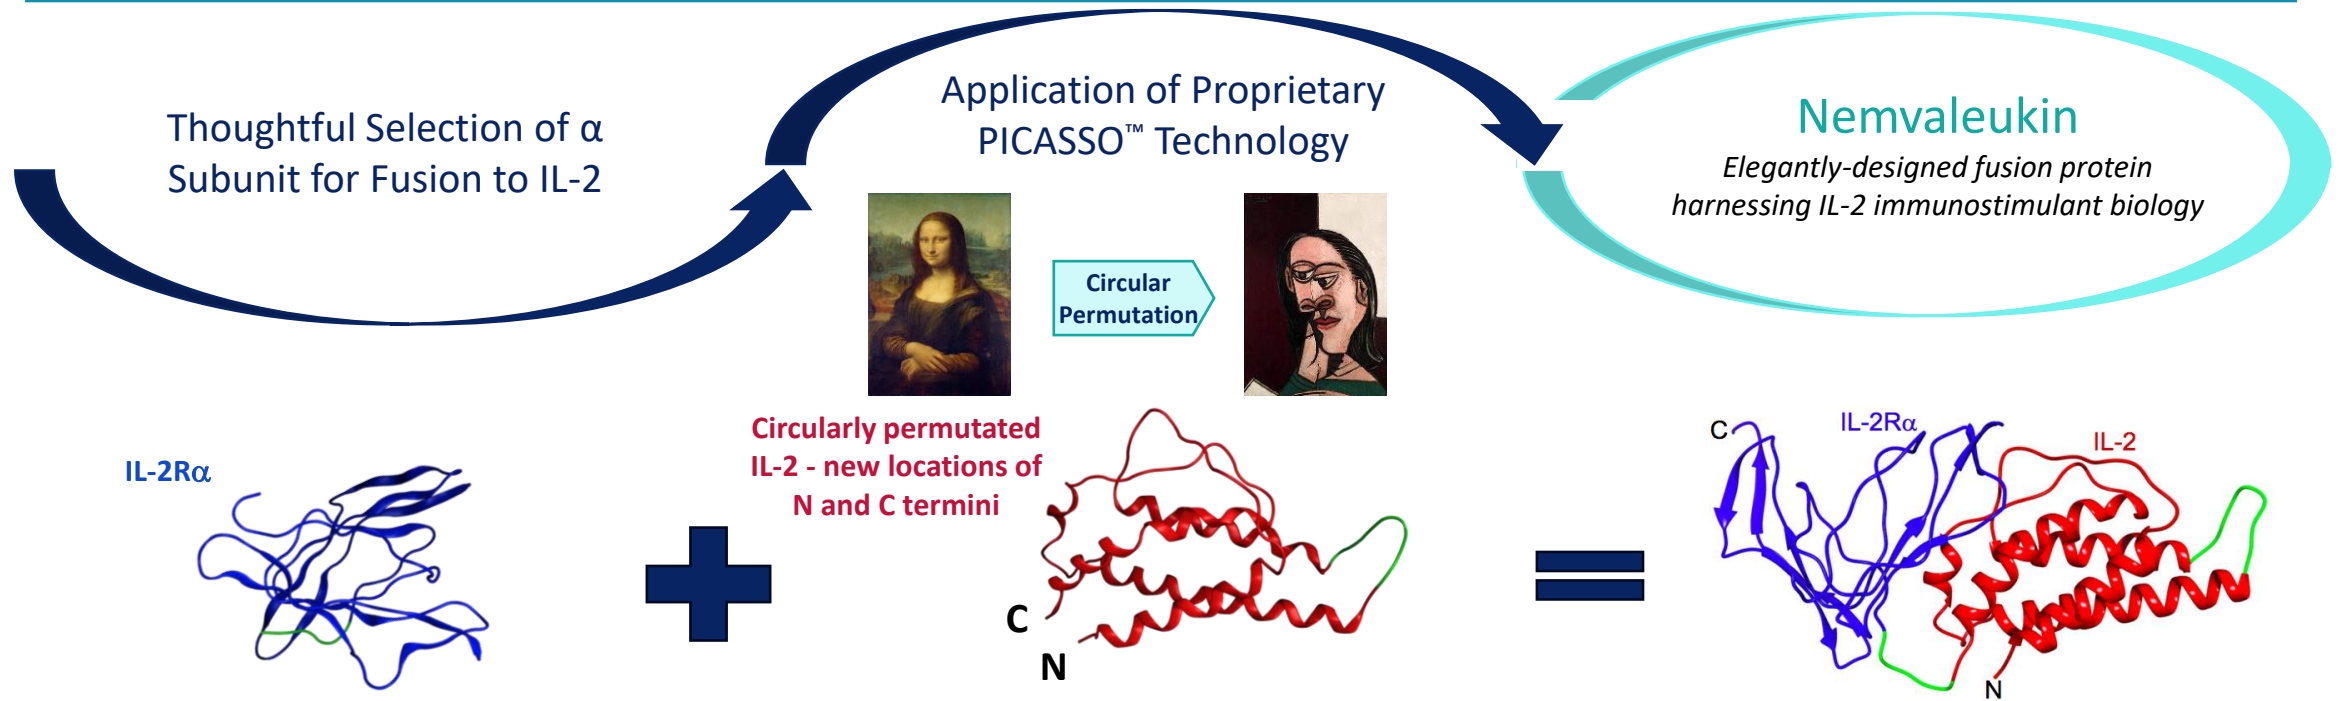 Thoughtful Selection of α
Subunit for Fusion to IL-2
Application of Proprietary
PICASSO™ Technology
Nemvaleukin
Elegantly-designed fusion protein
harnessing IL-2 immunostimulant biology
Circular
Permutation
IL-2Rα
Circularly permutated
IL-2 - new locations of
N and C termini
C
N
C
IL-2Rα
IL-2
N